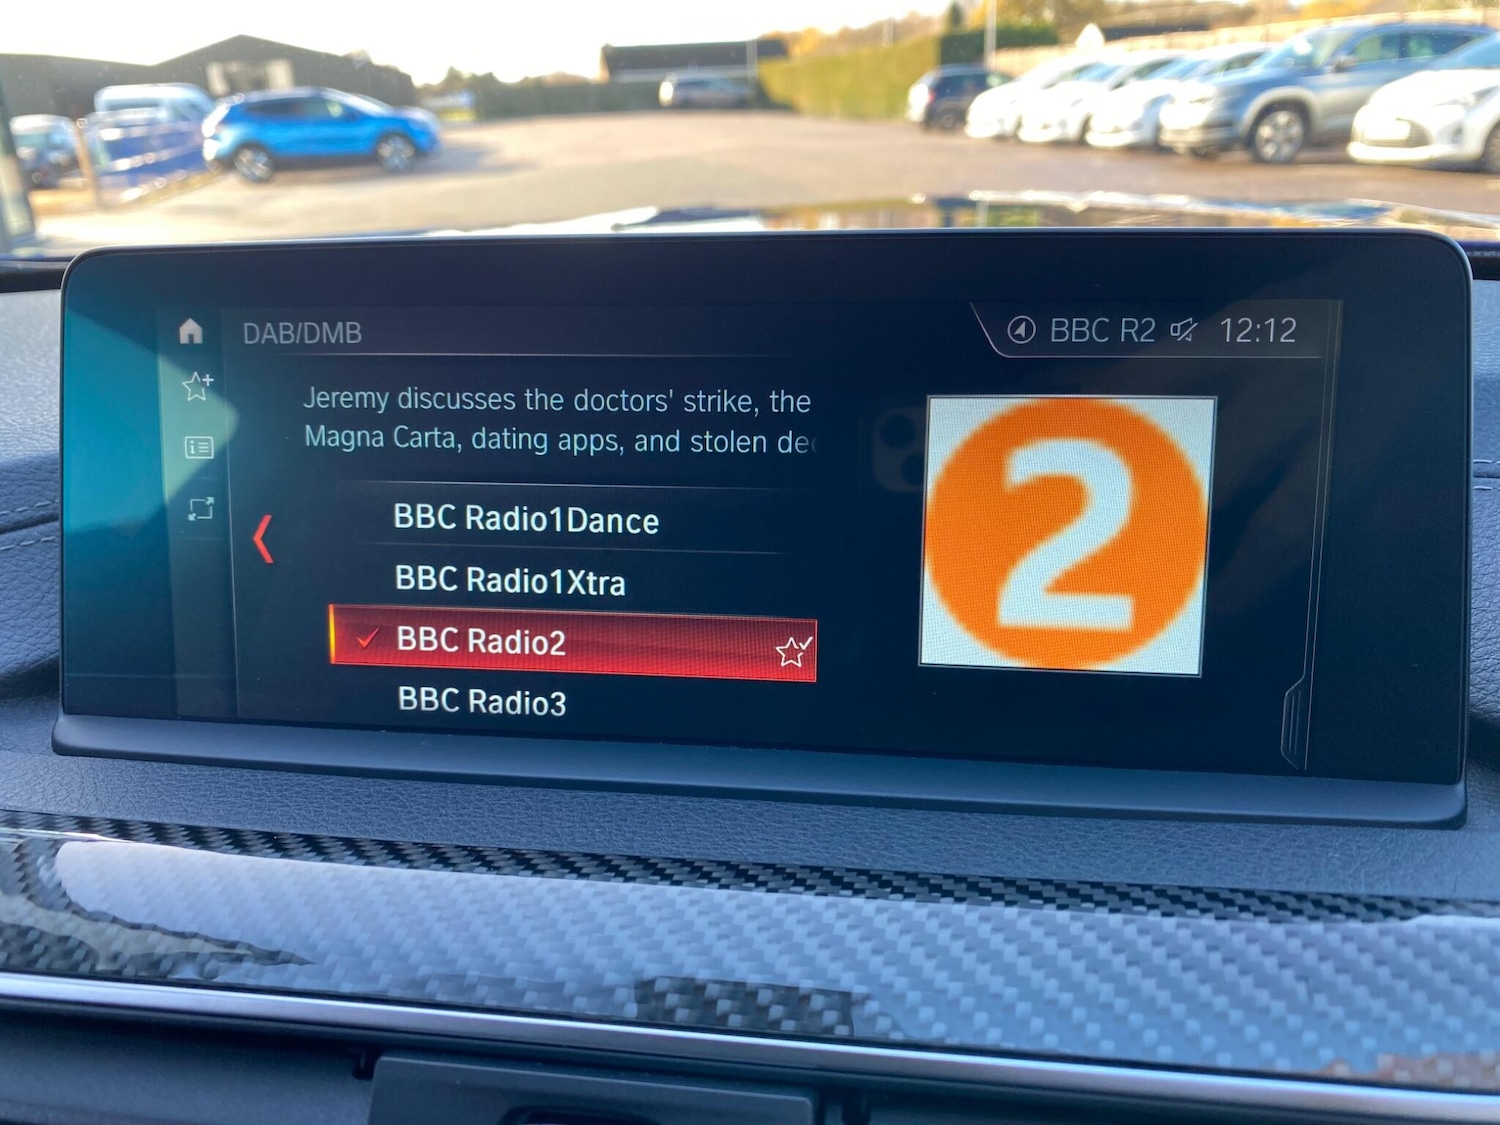 DAB/DMB
BBC R2 12:12
Jeremy discusses the doctors' strike, the
Magna Carta, dating apps, and stolen
BBC Radio1Dance
BBC Radio1Xtra
BBC Radio2
BBC Radio3
2